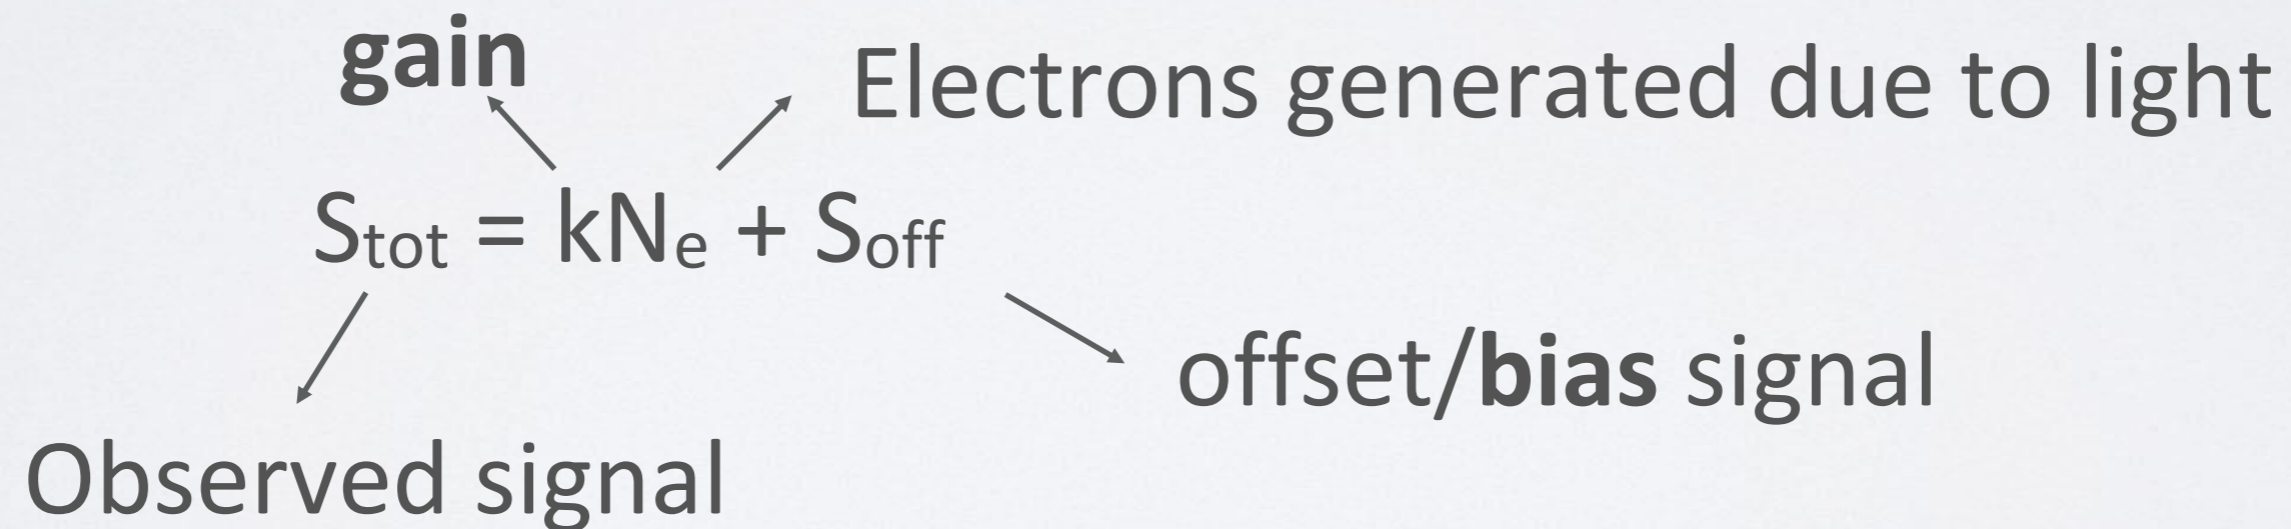 gain
Electrons generated due to light
Stot = kNe + Soff
offset/bias signal
Observed signal